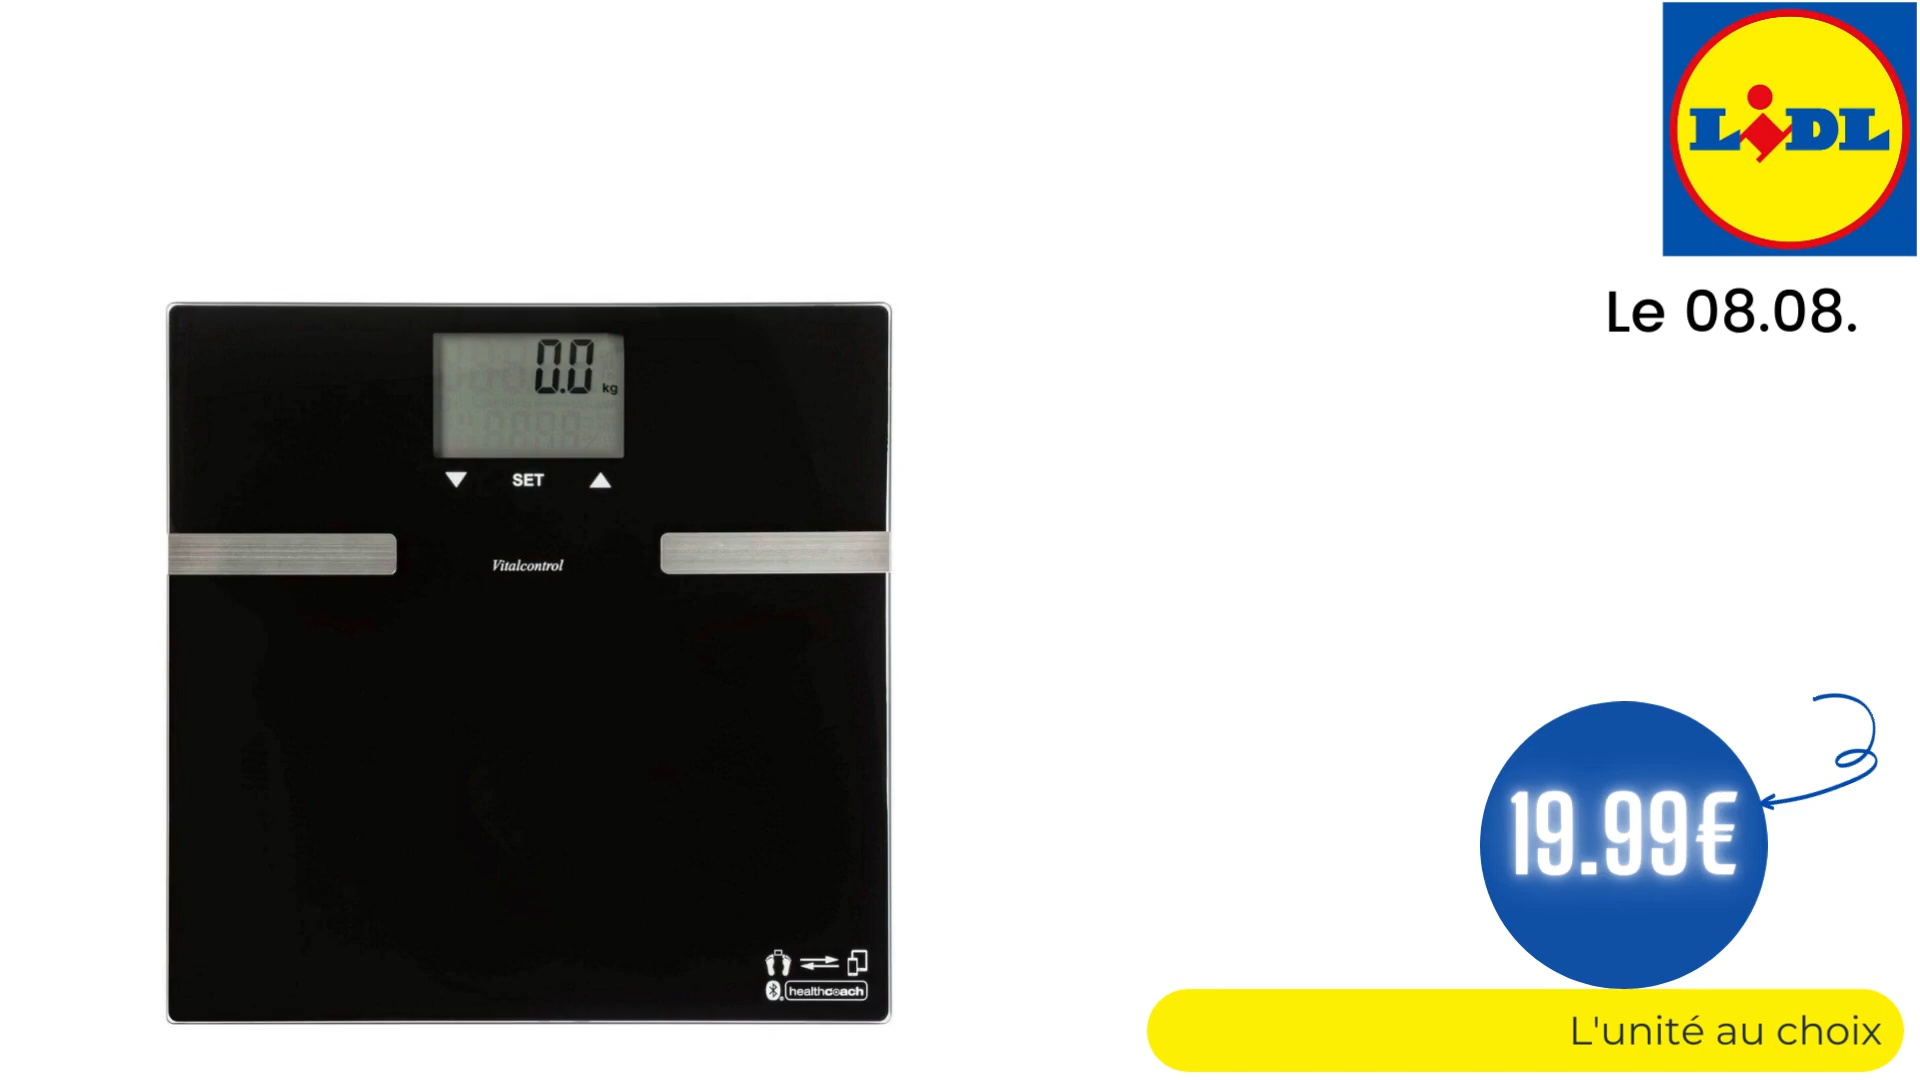 LIDL
Le 08.08.
0.0 kg
SET
Vitalcontrol
healthcoach
19.99€
L'unité au choix